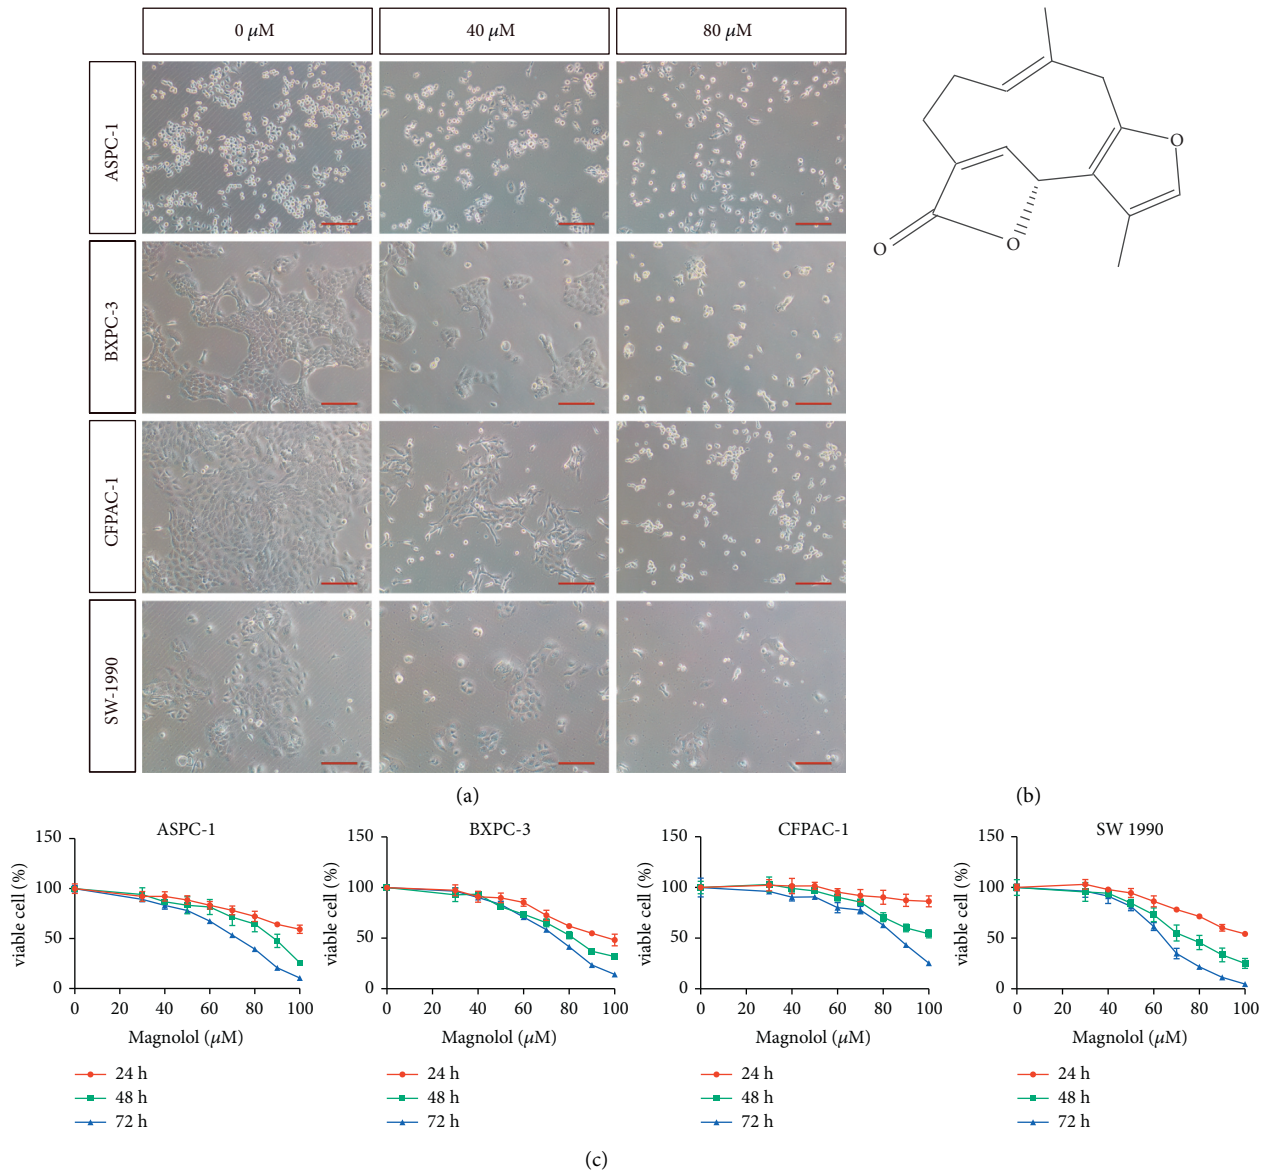 0 μM
40 μM
80 μM
ASPC-1
BXPC-3
CFPAC-1
SW-1990
(a)
O
O
O
(b)
ASPC-1
viable cell (%)
150
100
50
0
0 20 40 60 80 100
Magnolol (μM)
24 h
48 h
72 h
BXPC-3
viable cell (%)
150
100
50
0
0 20 40 60 80 100
Magnolol (μM)
24 h
48 h
72 h
CFPAC-1
viable cell (%)
150
100
50
0
0 20 40 60 80 100
Magnolol (μM)
24 h
48 h
72 h
SW 1990
viable cell (%)
150
100
50
0
0 20 40 60 80 100
Magnolol (μM)
24 h
48 h
72 h
(c)